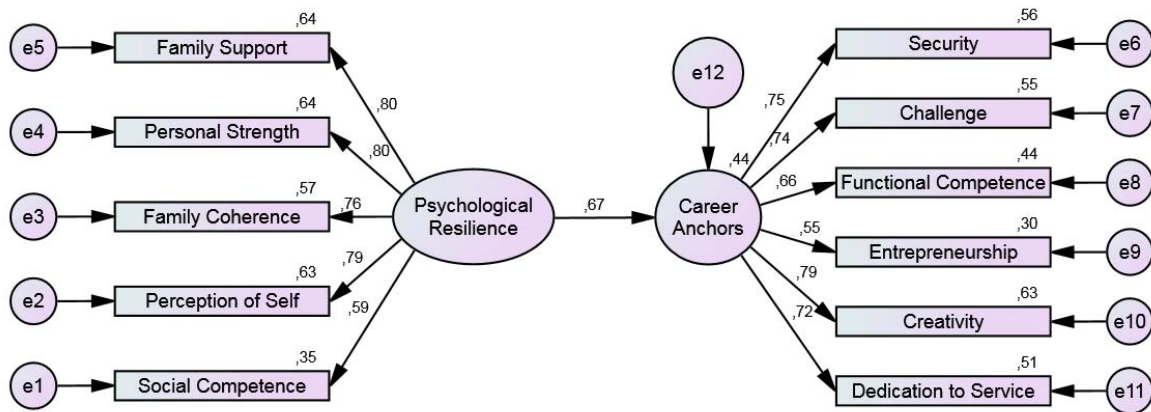 ,64
e5
Family Support
,80
,64
e4
Personal Strength
,80
,57
e3
Family Coherence
,76
,63
e2
Perception of Self
,79
,35
e1
Social Competence
,59
Psychological
Resilience
,67
e12
,44
Career
Anchors
,56
,75
Security
e6
,55
,74
Challenge
e7
,44
,66
Functional Competence
e8
,30
,55
Entrepreneurship
e9
,63
,79
Creativity
e10
,51
,72
Dedication to Service
e11